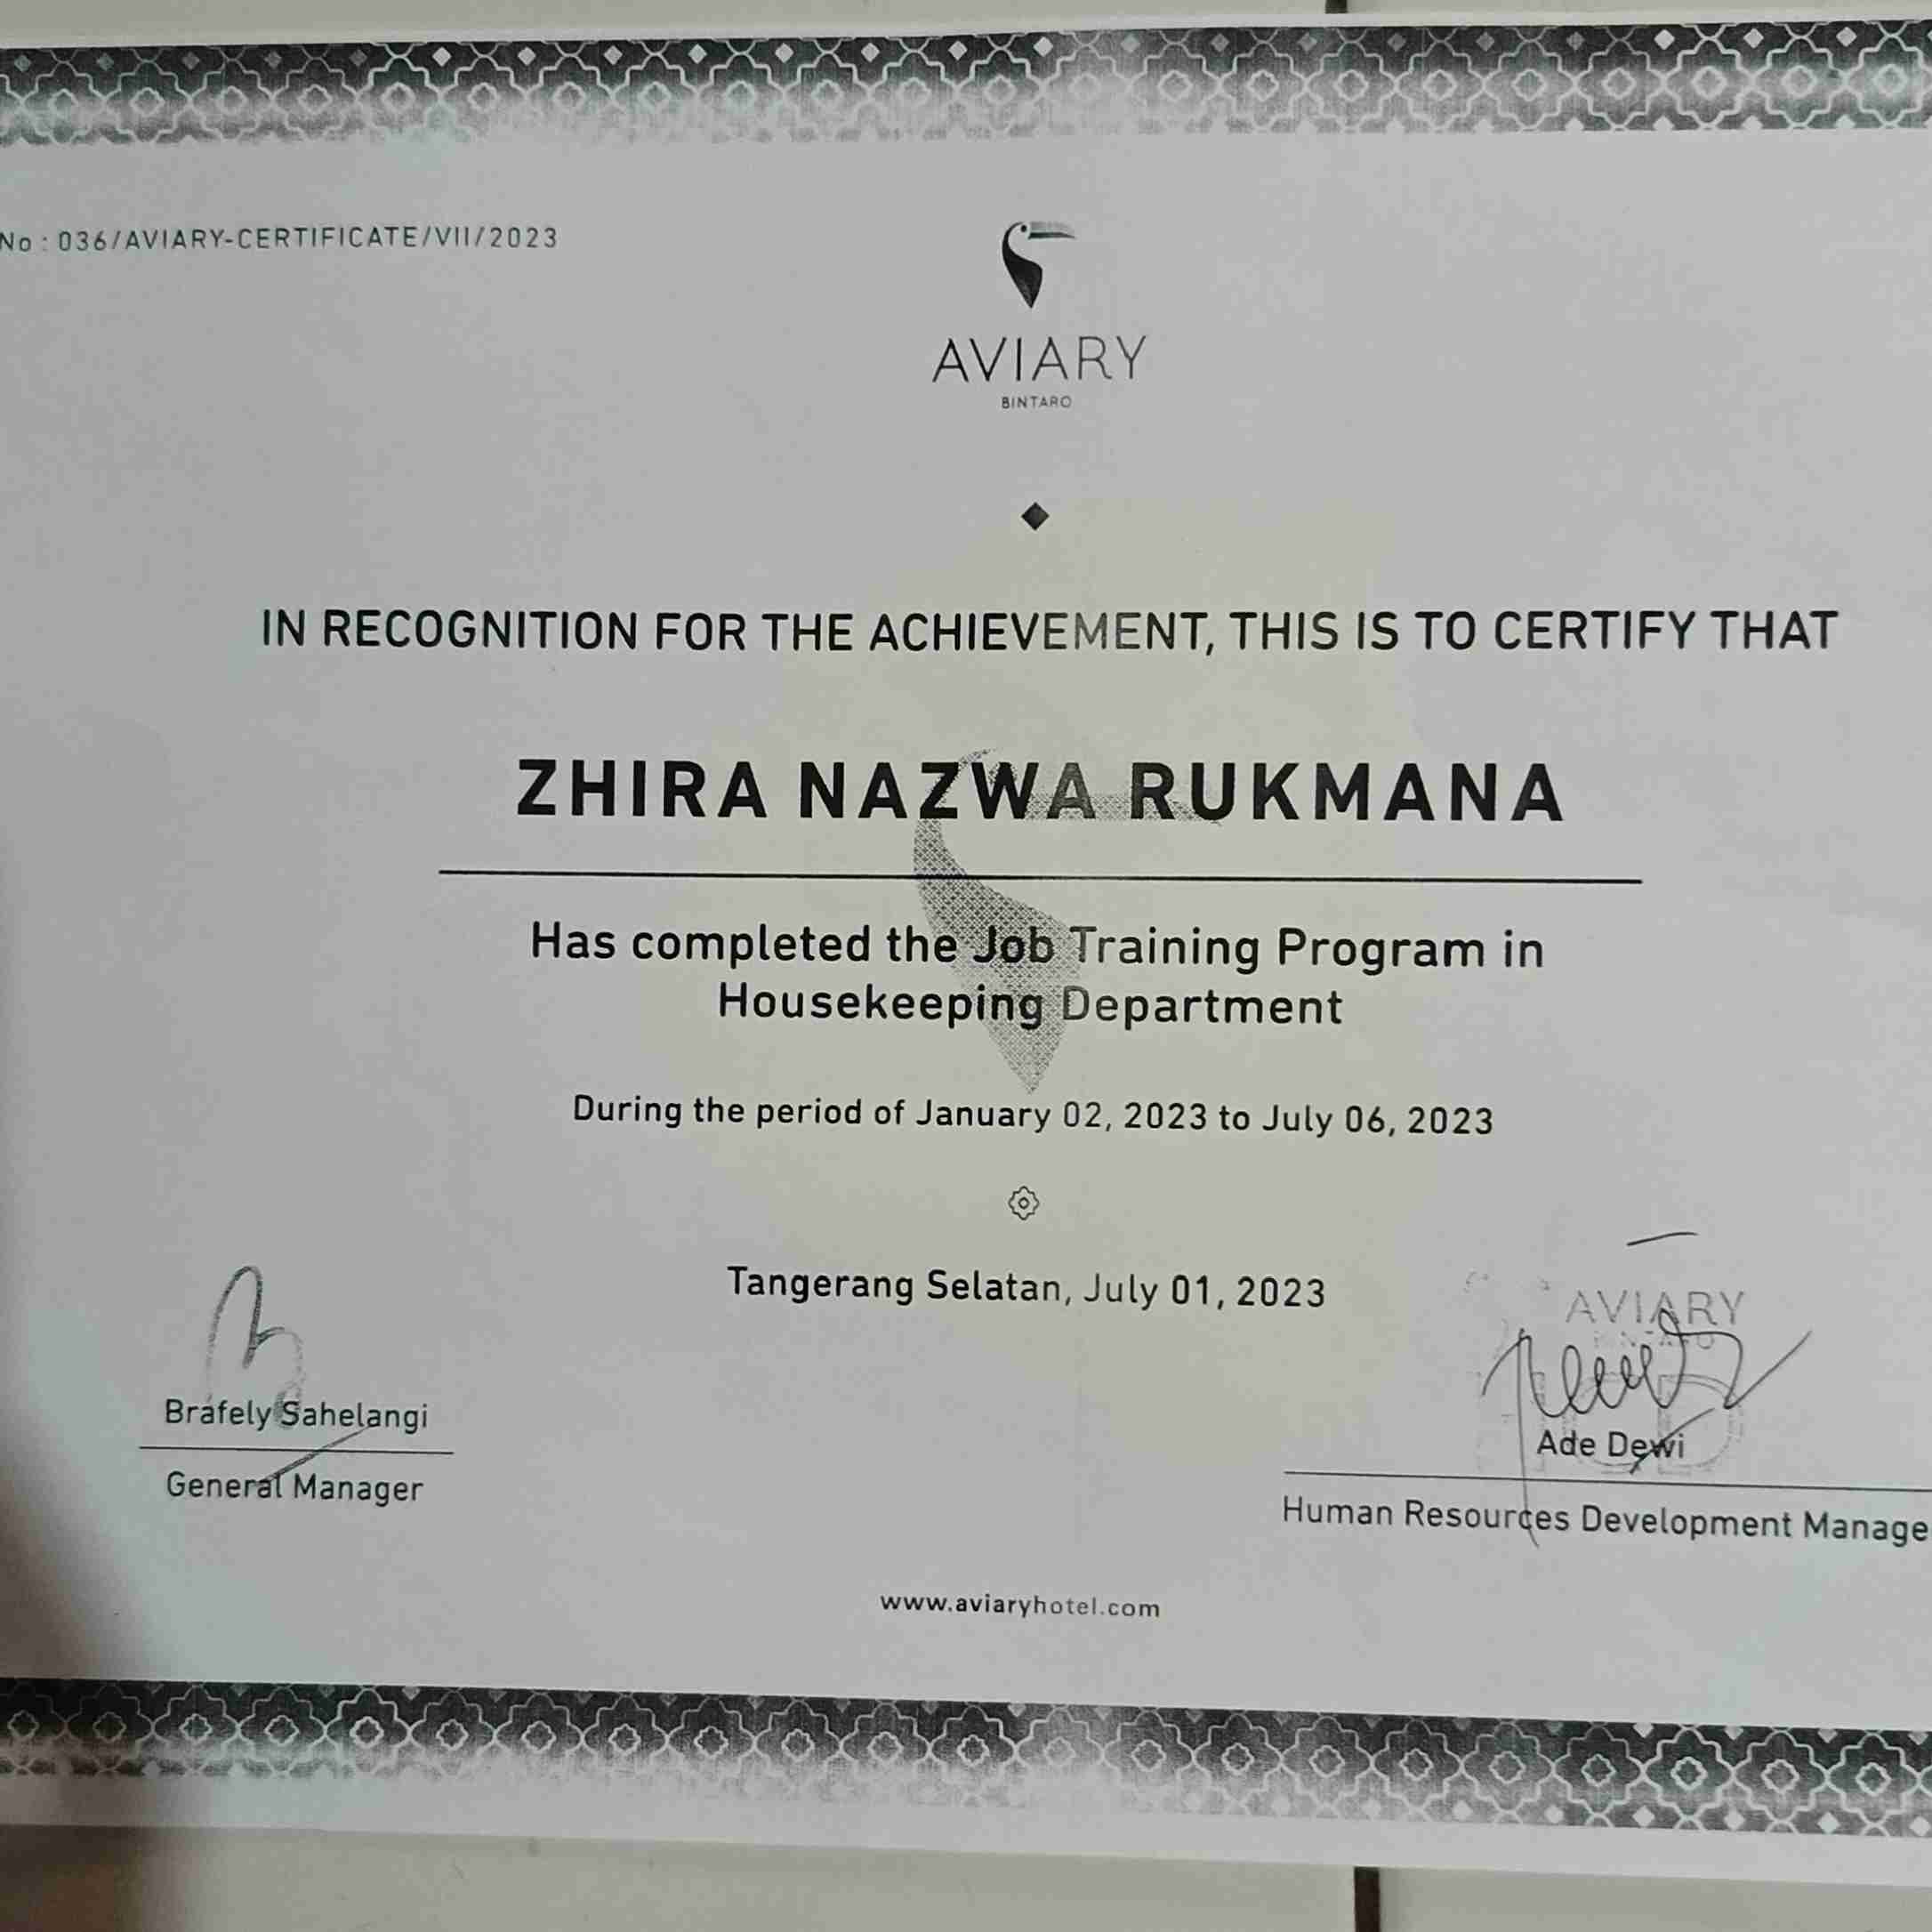 No : 036/AVIARY-CERTIFICATE/VII/2023
AVIARY
BINTARO
IN RECOGNITION FOR THE ACHIEVEMENT, THIS IS TO CERTIFY THAT
ZHIRA NAZWA RUKMANA
Has completed the Job Training Program in
Housekeeping Department
During the period of January 02, 2023 to July 06, 2023
Tangerang Selatan, July 01, 2023
AVIARY
BINTARO
Brafely Sahelangi
General Manager
Ade Dewi
Human Resources Development Manage
www.aviaryhotel.com